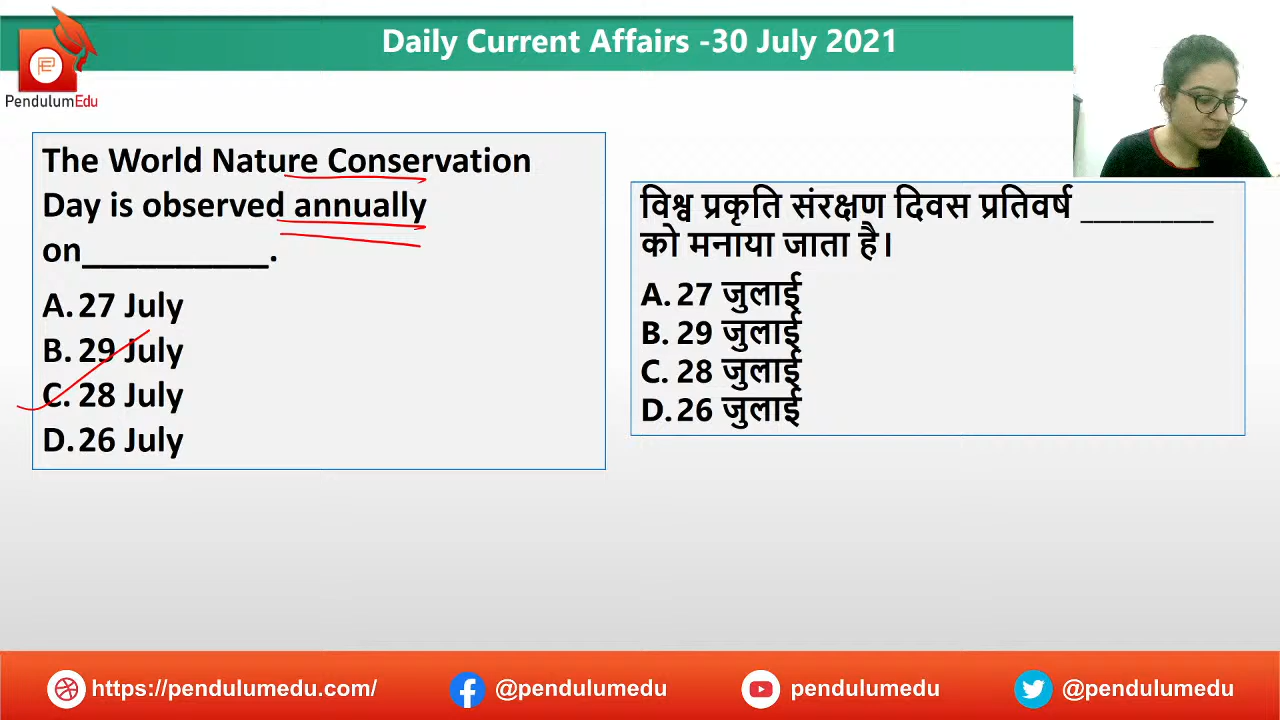 Daily Current Affairs -30 July 2021
PendulumEdu
The World Nature Conservation
Day is observed annually
on___________.
A. 27 July
B. 29 July
C. 28 July
D. 26 July
विश्व प्रकृति संरक्षण दिवस प्रतिवर्ष __________
को मनाया जाता है।
A. 27 जुलाई
B. 29 जुलाई
C. 28 जुलाई
D. 26 जुलाई
https://pendulumedu.com/
@pendulumedu
pendulumedu
@pendulumedu